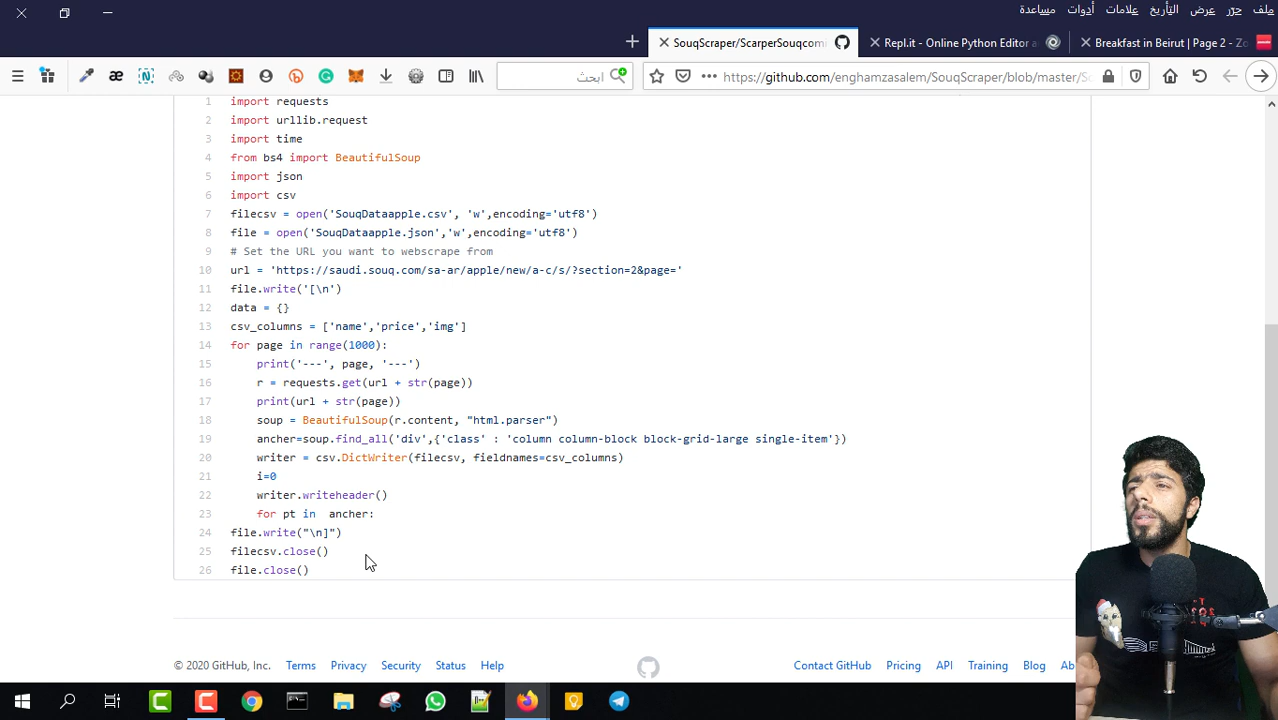 ملف حرّر عرض التأريخ علامات أدوات مساعدة
SouqScraper/ScarperSouqcom
Repl.it - Online Python Editor a
Breakfast in Beirut | Page 2 - Zo
ابحث
https://github.com/enghamzasalem/SouqScraper/blob/master/S
1 import requests
2 import urllib.request
3 import time
4 from bs4 import BeautifulSoup
5 import json
6 import csv
7 filecsv = open('SouqDataapple.csv', 'w',encoding='utf8')
8 file = open('SouqDataapple.json','w',encoding='utf8')
9 # Set the URL you want to webscrape from
10 url = 'https://saudi.souq.com/sa-ar/apple/new/a-c/s/?section=2&page='
11 file.write('[\n')
12 data = {}
13 csv_columns = ['name','price','img']
14 for page in range(1000):
15 print('---', page, '---')
16 r = requests.get(url + str(page))
17 print(url + str(page))
18 soup = BeautifulSoup(r.content, "html.parser")
19 ancher=soup.find_all('div',{'class' : 'column column-block block-grid-large single-item'})
20 writer = csv.DictWriter(filecsv, fieldnames=csv_columns)
21 i=0
22 writer.writeheader()
23 for pt in  ancher:
24 file.write("\n]")
25 filecsv.close()
26 file.close()
© 2020 GitHub, Inc. Terms Privacy Security Status Help Contact GitHub Pricing API Training Blog Ab